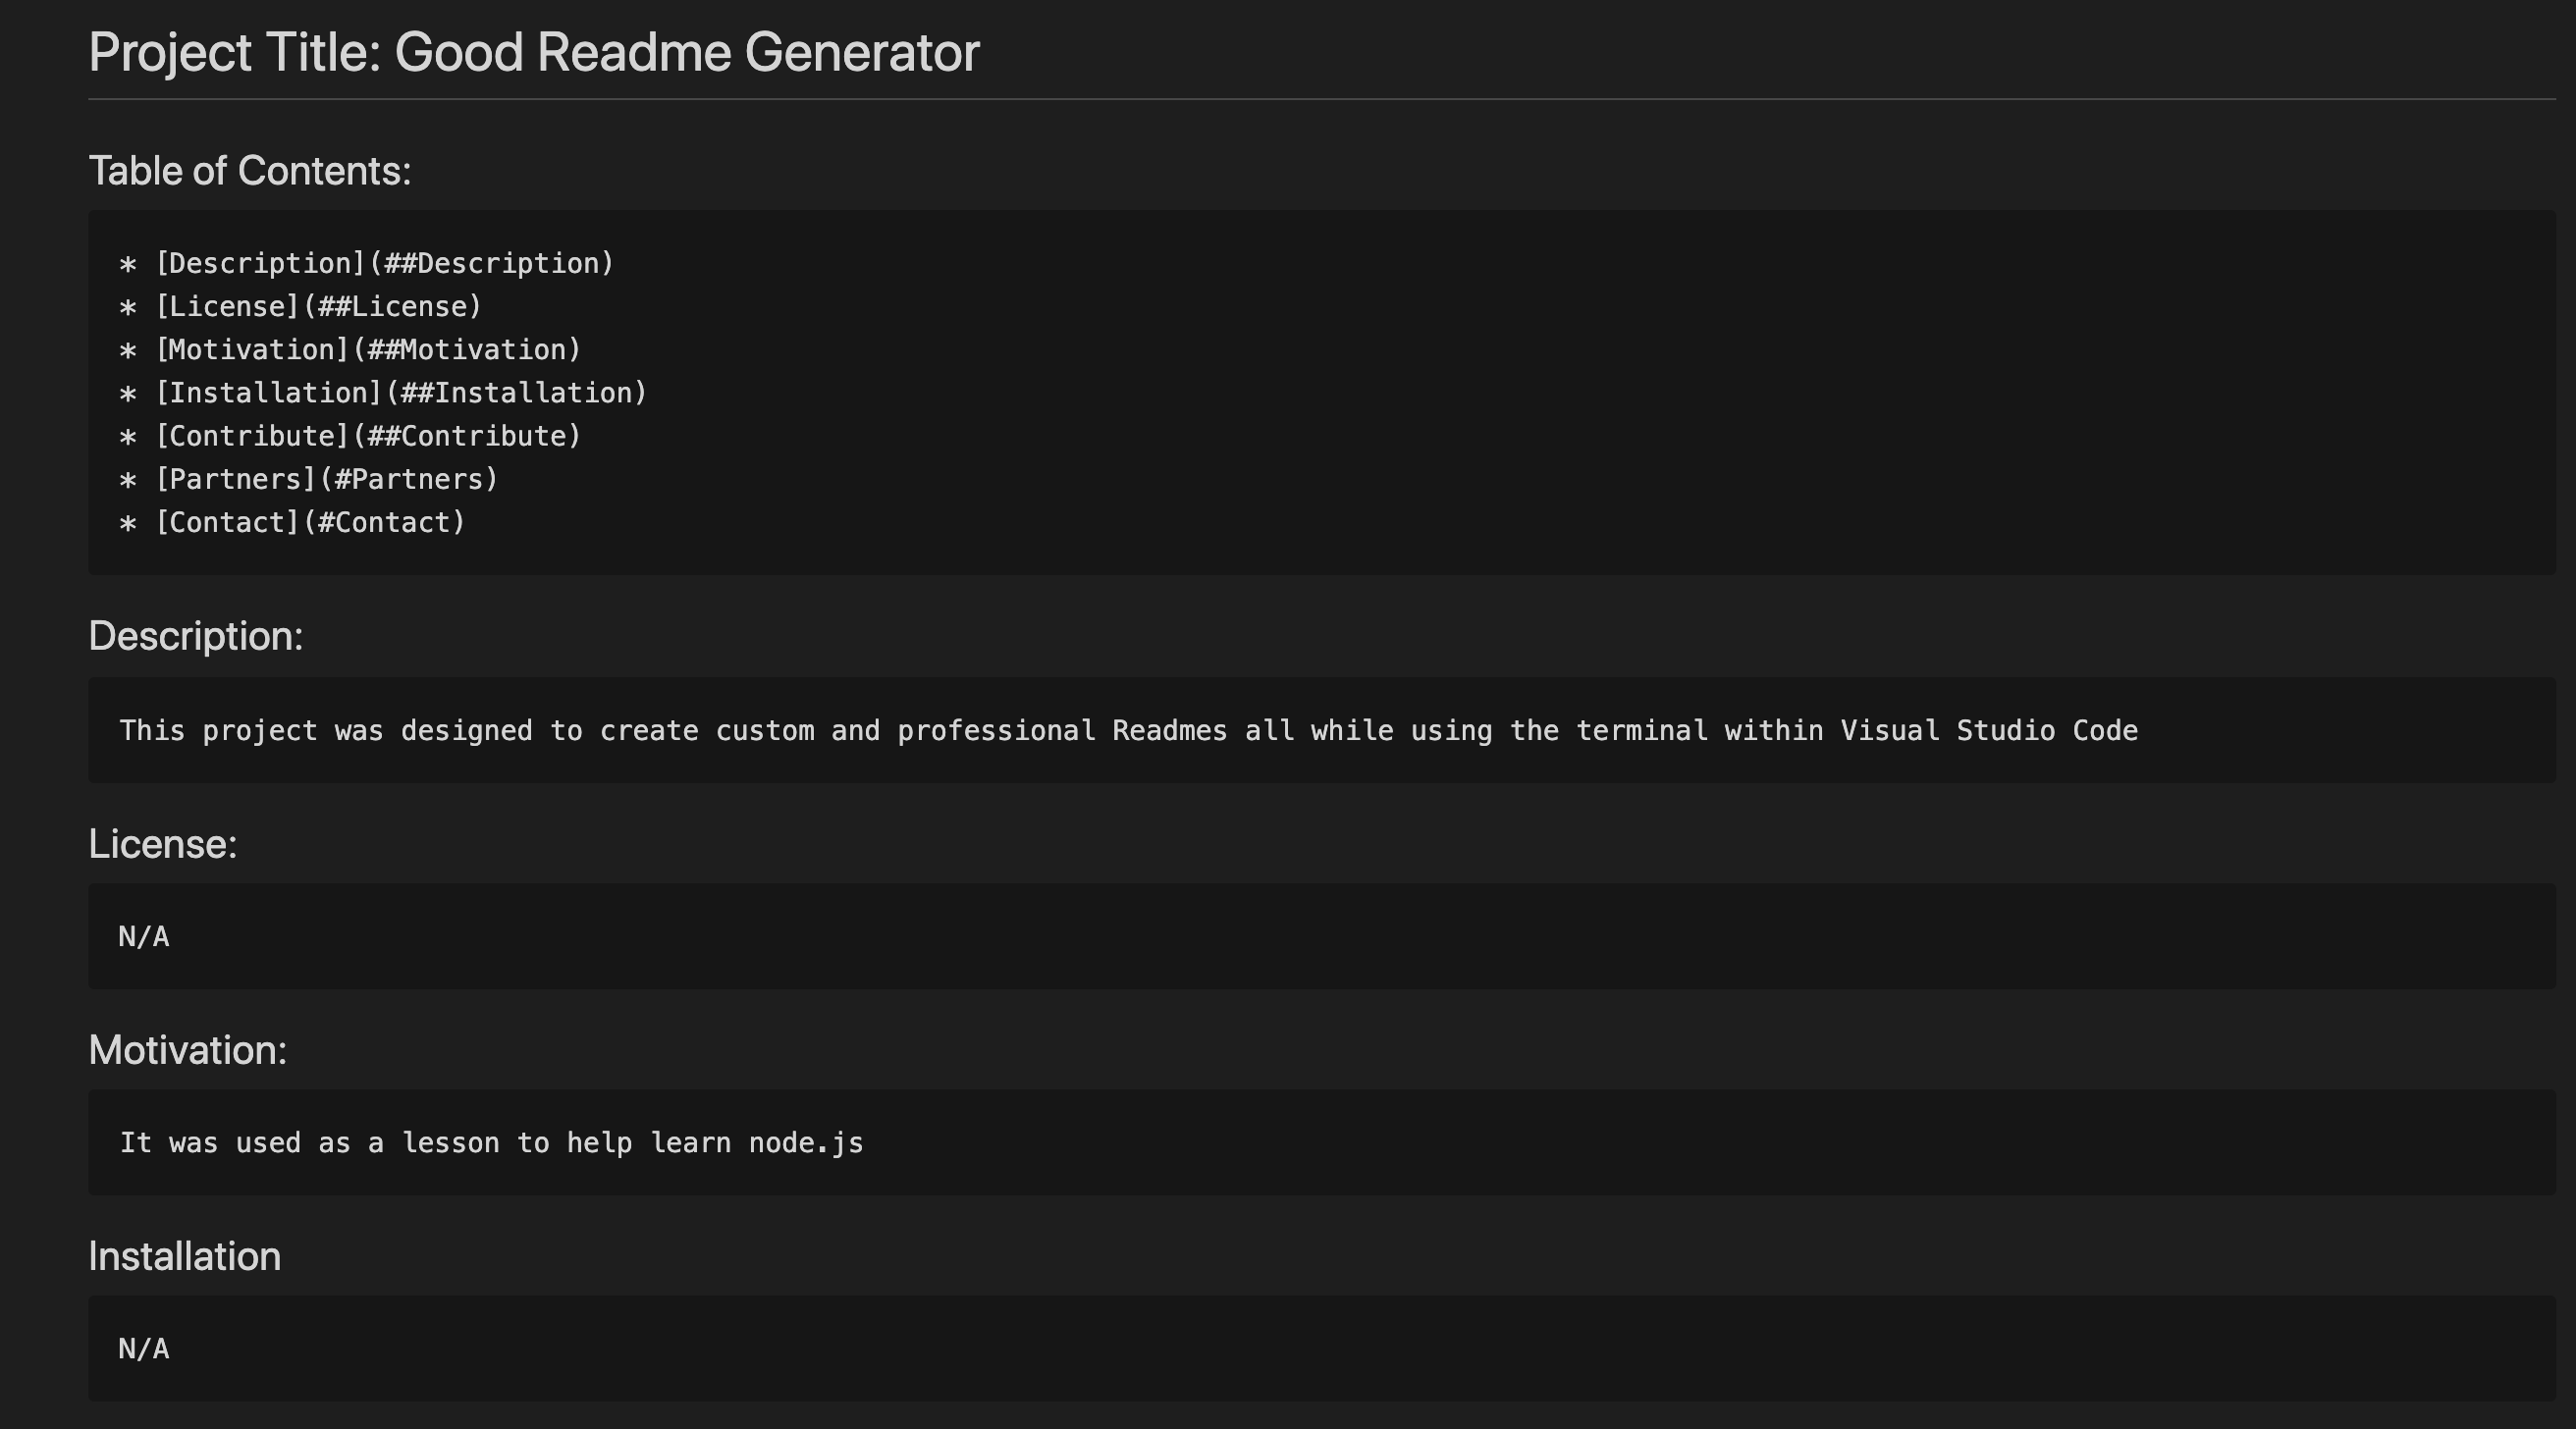 Project Title: Good Readme Generator
Table of Contents:
* [Description](##Description)
* [License](##License)
* [Motivation](##Motivation)
* [Installation](##Installation)
* [Contribute](##Contribute)
* [Partners](#Partners)
* [Contact](#Contact)
Description:
This project was designed to create custom and professional Readmes all while using the terminal within Visual Studio Code
License:
N/A
Motivation:
It was used as a lesson to help learn node.js
Installation
N/A